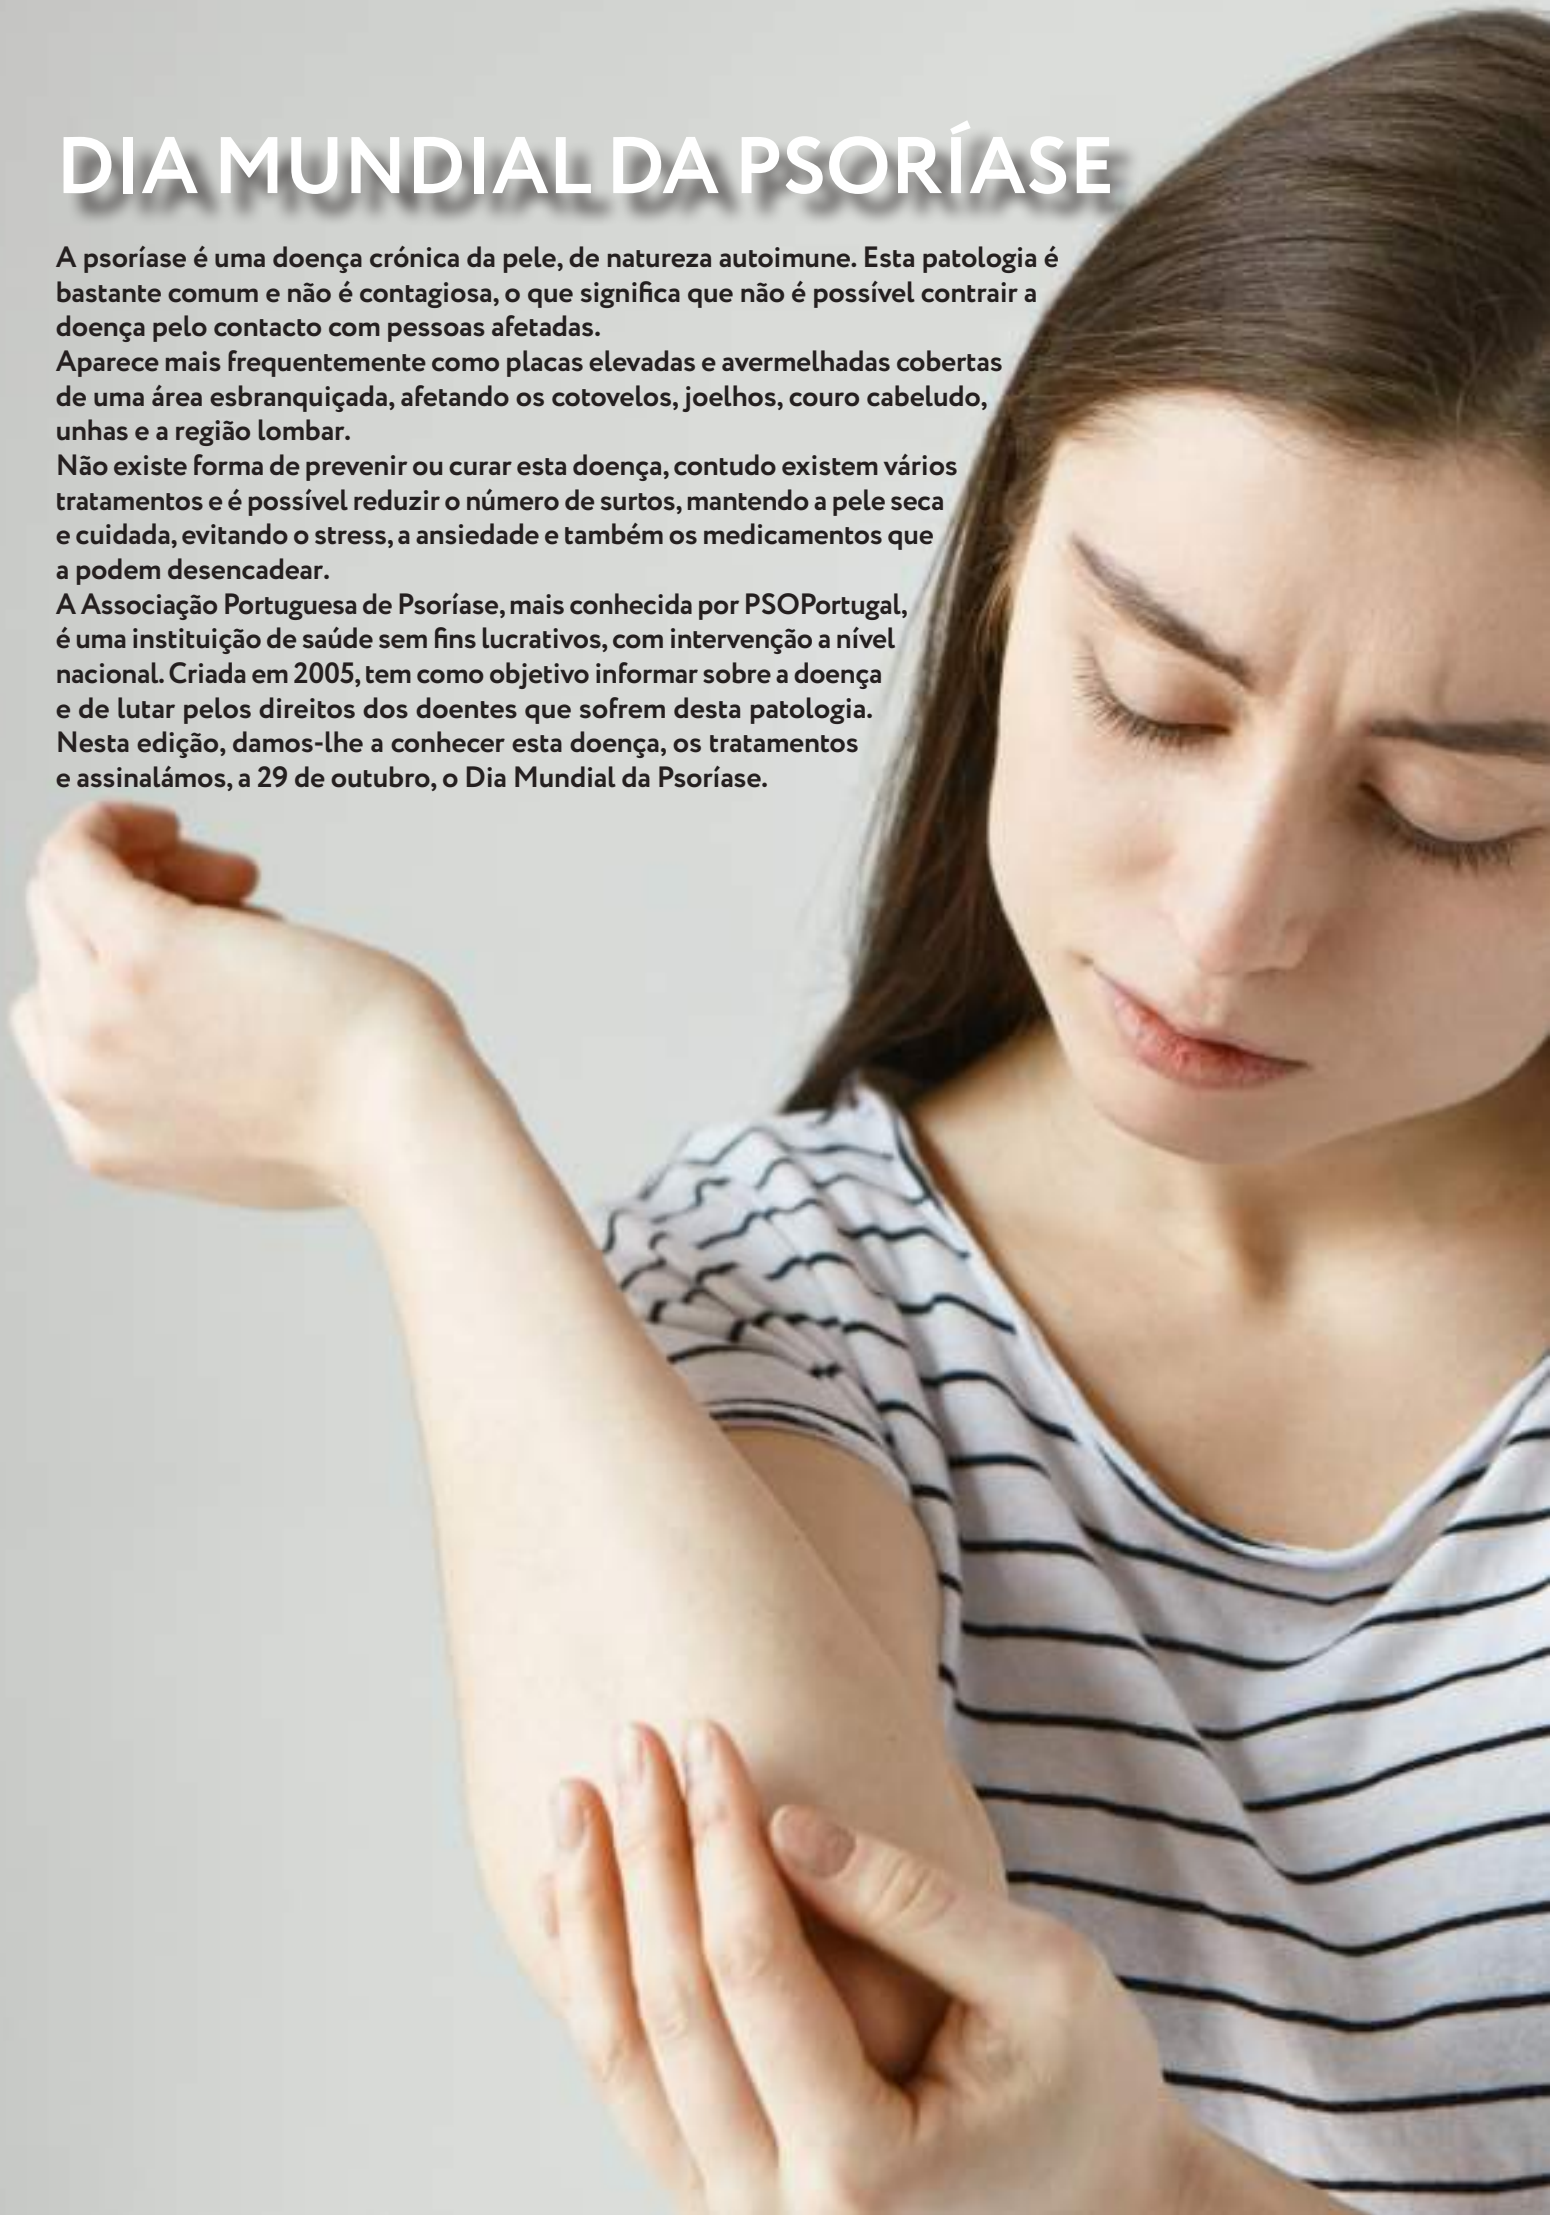 DIA MUNDIAL DA PSORÍASE
A psoríase é uma doença crónica da pele, de natureza autoimune. Esta patologia é
bastante comum e não é contagiosa, o que significa que não é possível contrair a
doença pelo contacto com pessoas afetadas.
Aparece mais frequentemente como placas elevadas e avermelhadas cobertas
de uma área esbranquiçada, afetando os cotovelos, joelhos, couro cabeludo,
unhas e a região lombar.
Não existe forma de prevenir ou curar esta doença, contudo existem vários
tratamentos e é possível reduzir o número de surtos, mantendo a pele seca
e cuidada, evitando o stress, a ansiedade e também os medicamentos que
a podem desencadear.
A Associação Portuguesa de Psoríase, mais conhecida por PSOPortugal,
é uma instituição de saúde sem fins lucrativos, com intervenção a nível
nacional. Criada em 2005, tem como objetivo informar sobre a doença
e de lutar pelos direitos dos doentes que sofrem desta patologia.
Nesta edição, damos-lhe a conhecer esta doença, os tratamentos
e assinalámos, a 29 de outubro, o Dia Mundial da Psoríase.